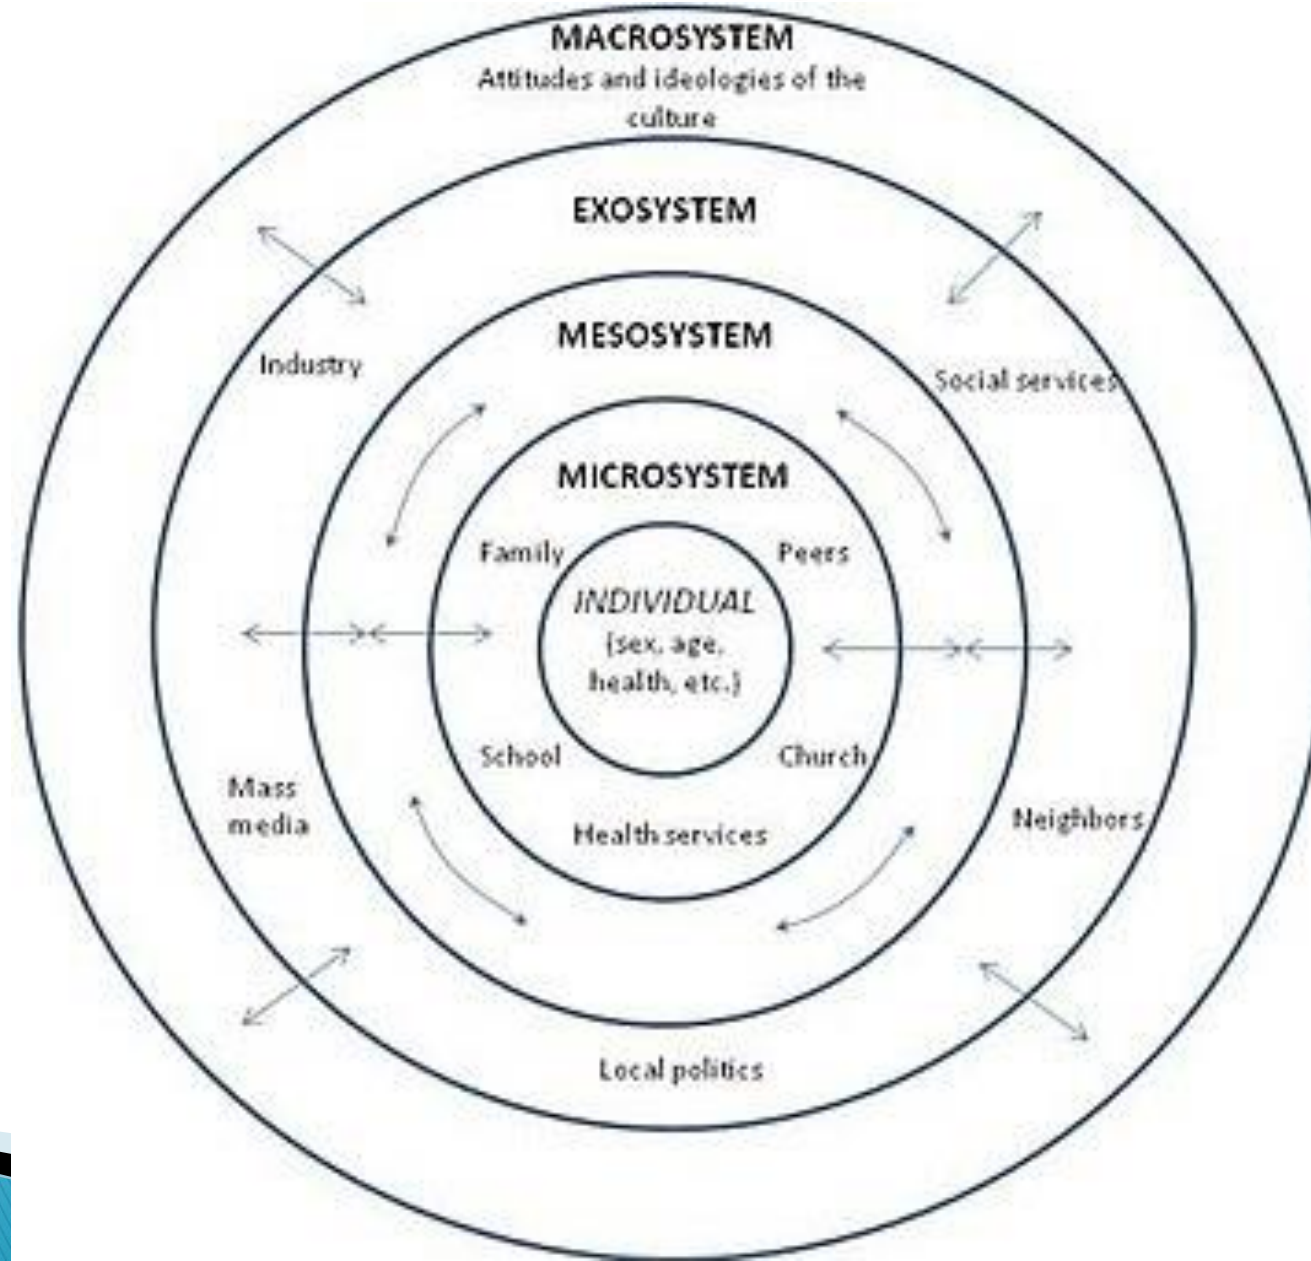 MACROSYSTEM
Attitudes and ideologies of the
culture
EXOSYSTEM
MESOSYSTEM
Industry
Social services
MICROSYSTEM
Family
Peers
INDIVIDUAL
(sex, age,
health, etc.)
School
Church
Mass
media
Health services
Neighbors
Local politics